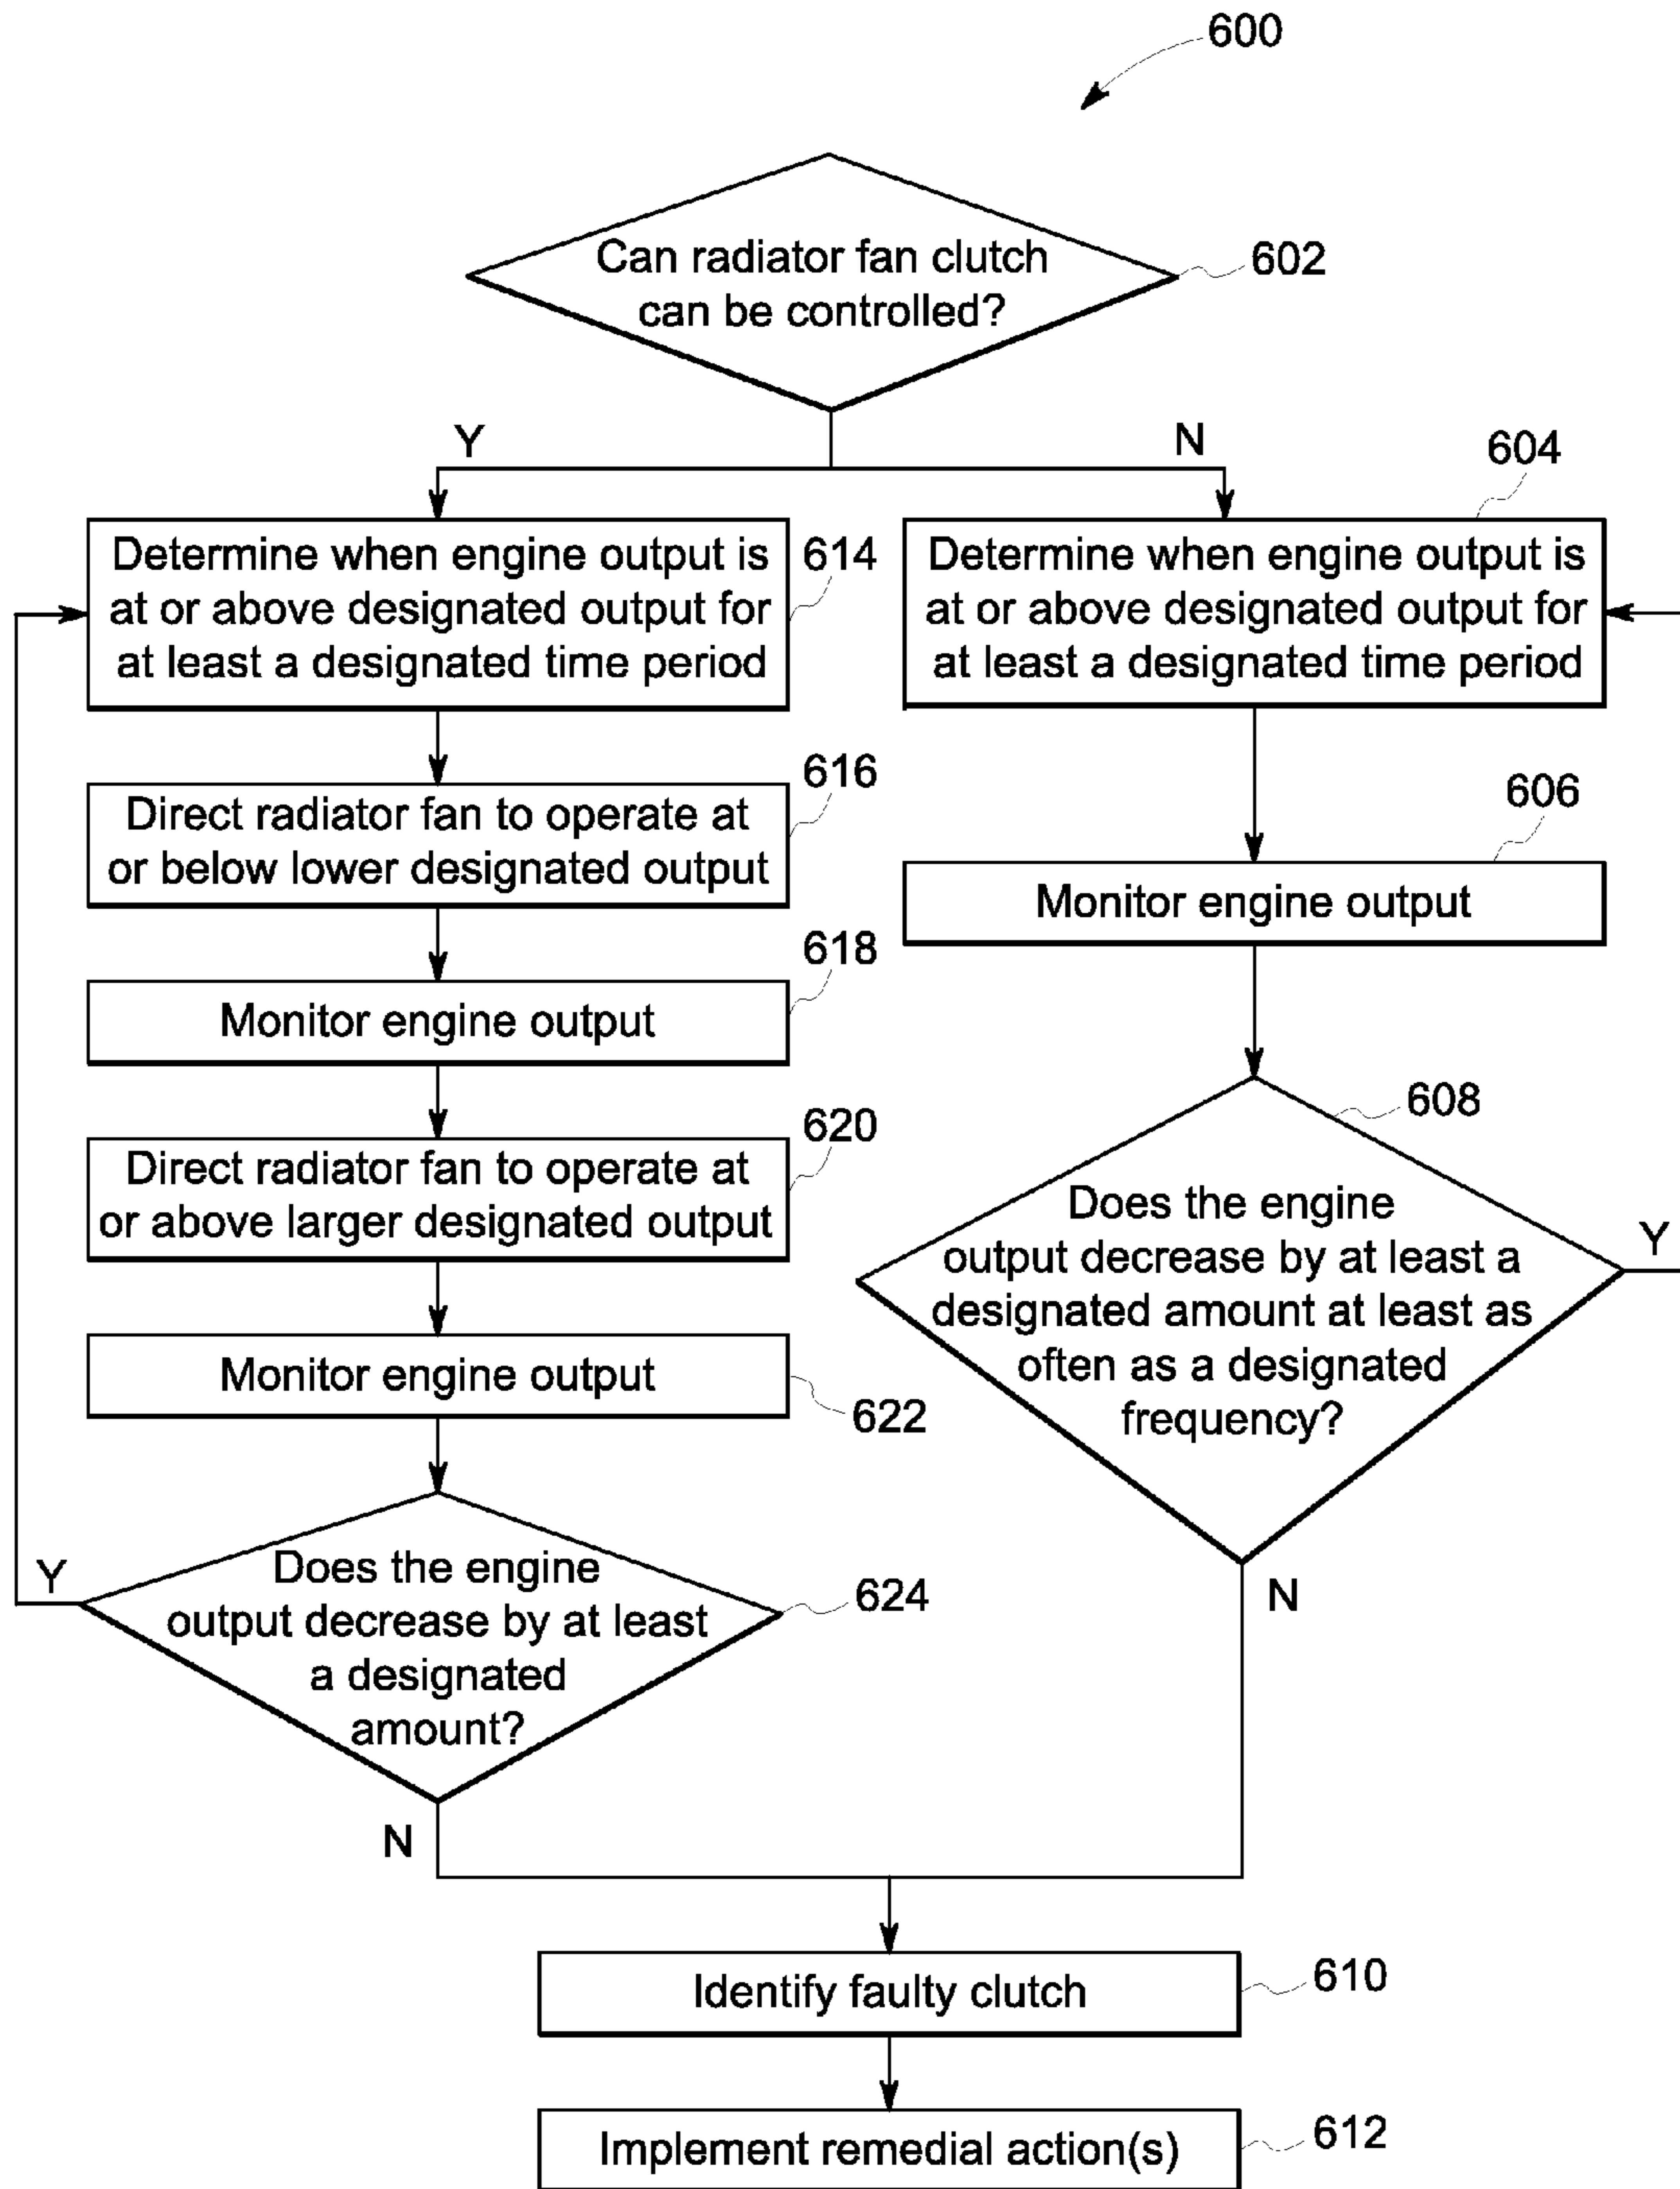 600
Can radiator fan clutch
can be controlled?
602
Y
N
604
Determine when engine output is
at or above designated output for
at least a designated time period
614
Determine when engine output is
at or above designated output for
at least a designated time period
616
Direct radiator fan to operate at
or below lower designated output
606
Monitor engine output
618
Monitor engine output
608
Does the engine
output decrease by at least a
designated amount at least as
often as a designated
frequency?
Y
N
620
Direct radiator fan to operate at
or above larger designated output
Monitor engine output
622
Y
Does the engine
output decrease by at least
a designated
amount?
624
N
Identify faulty clutch
610
Implement remedial action(s)
612